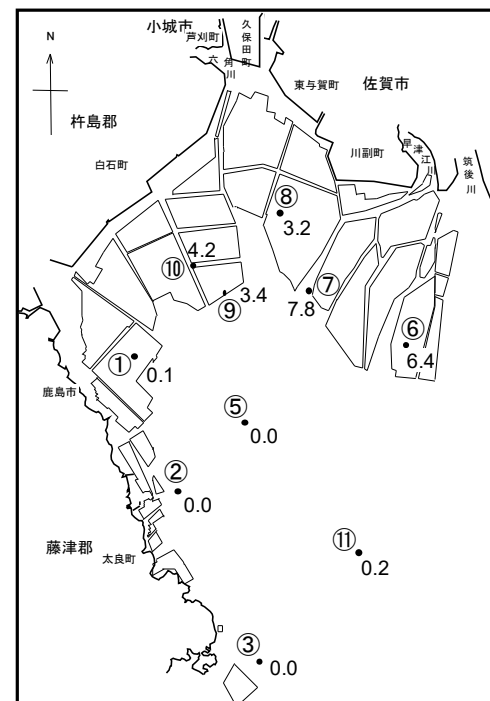 小城市
芦刈町
久保田町
六角川
N
東与賀町
佐賀市
杵島郡
川副町
早津江川
筑後川
白石町
⑧
3.2
4.2
⑩
⑦
7.8
3.4
⑨
⑥
6.4
①
0.1
鹿島市
⑤
0.0
②
0.0
藤津郡
太良町
⑪
0.2
③
0.0